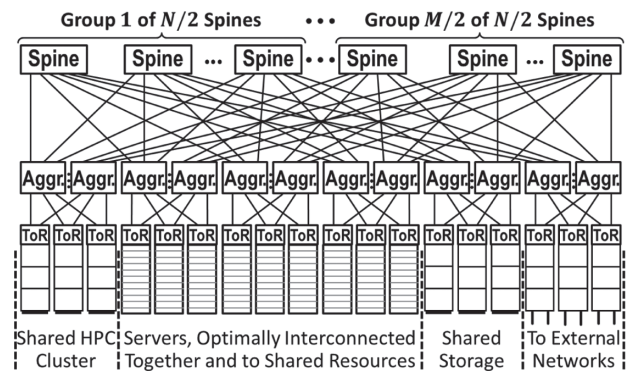 Group 1 of N/2 Spines ••• Group M/2 of N/2 Spines
Spine Spine ... Spine ••• Spine Spine ... Spine
Aggr. Aggr. Aggr. Aggr. Aggr. Aggr. Aggr. Aggr. Aggr. Aggr. Aggr. Aggr.
ToR ToR ToR ToR ToR ToR ToR ToR ToR ToR ToR ToR ToR ToR ToR ToR ToR ToR
Shared HPC Cluster
Servers, Optimally Interconnected
Together and to Shared Resources
Shared
Storage
To External
Networks